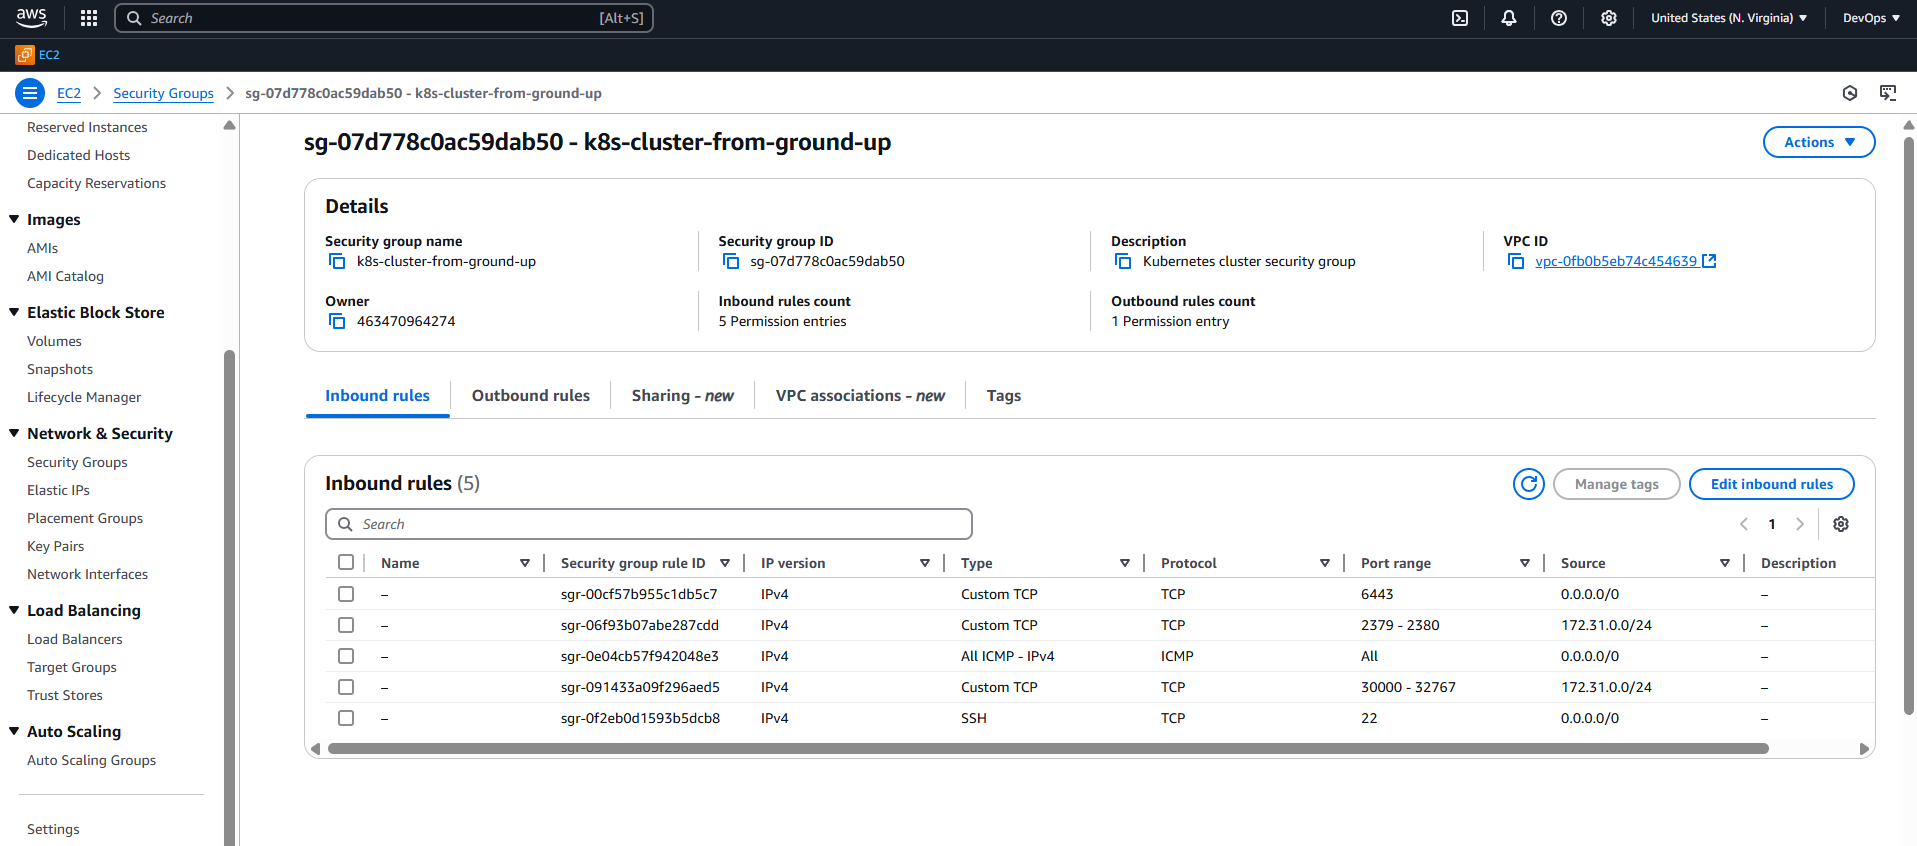 aws
Search [Alt+S]
United States (N. Virginia)
DevOps
EC2
EC2 Security Groups sg-07d778c0ac59dab50 - k8s-cluster-from-ground-up
Reserved Instances
Dedicated Hosts
Capacity Reservations
Images
AMIs
AMI Catalog
Elastic Block Store
Volumes
Snapshots
Lifecycle Manager
Network & Security
Security Groups
Elastic IPs
Placement Groups
Key Pairs
Network Interfaces
Load Balancing
Load Balancers
Target Groups
Trust Stores
Auto Scaling
Auto Scaling Groups
Settings
sg-07d778c0ac59dab50 - k8s-cluster-from-ground-up
Actions
Details
Security group name
k8s-cluster-from-ground-up
Security group ID
sg-07d778c0ac59dab50
Description
Kubernetes cluster security group
VPC ID
vpc-0fb0b5eb74c454639
Owner
463470964274
Inbound rules count
5 Permission entries
Outbound rules count
1 Permission entry
Inbound rules Outbound rules Sharing - new VPC associations - new Tags
Inbound rules (5)
Manage tags
Edit inbound rules
Search
1
Name Security group rule ID IP version Type Protocol Port range Source Description
– sgr-00cf57b955c1db5c7 IPv4 Custom TCP TCP 6443 0.0.0.0/0 –
– sgr-06f93b07abe287cdd IPv4 Custom TCP TCP 2379 - 2380 172.31.0.0/24 –
– sgr-0e04cb57f942048e3 IPv4 All ICMP - IPv4 ICMP All 0.0.0.0/0 –
– sgr-091433a09f296aed5 IPv4 Custom TCP TCP 30000 - 32767 172.31.0.0/24 –
– sgr-0f2eb0d1593b5dcb8 IPv4 SSH TCP 22 0.0.0.0/0 –